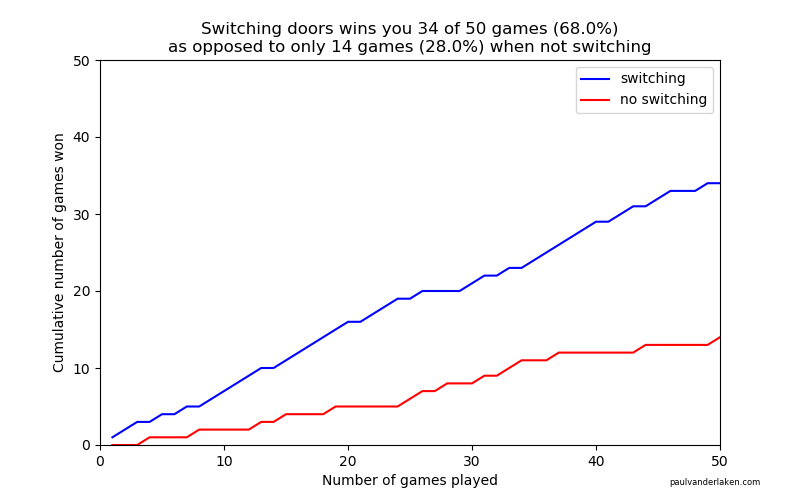 Switching doors wins you 34 of 50 games (68.0%)
as opposed to only 14 games (28.0%) when not switching
switching
no switching
Cumulative number of games won
50
40
30
20
10
0
0 10 20 30 40 50
Number of games played
paulvanderlaken.com